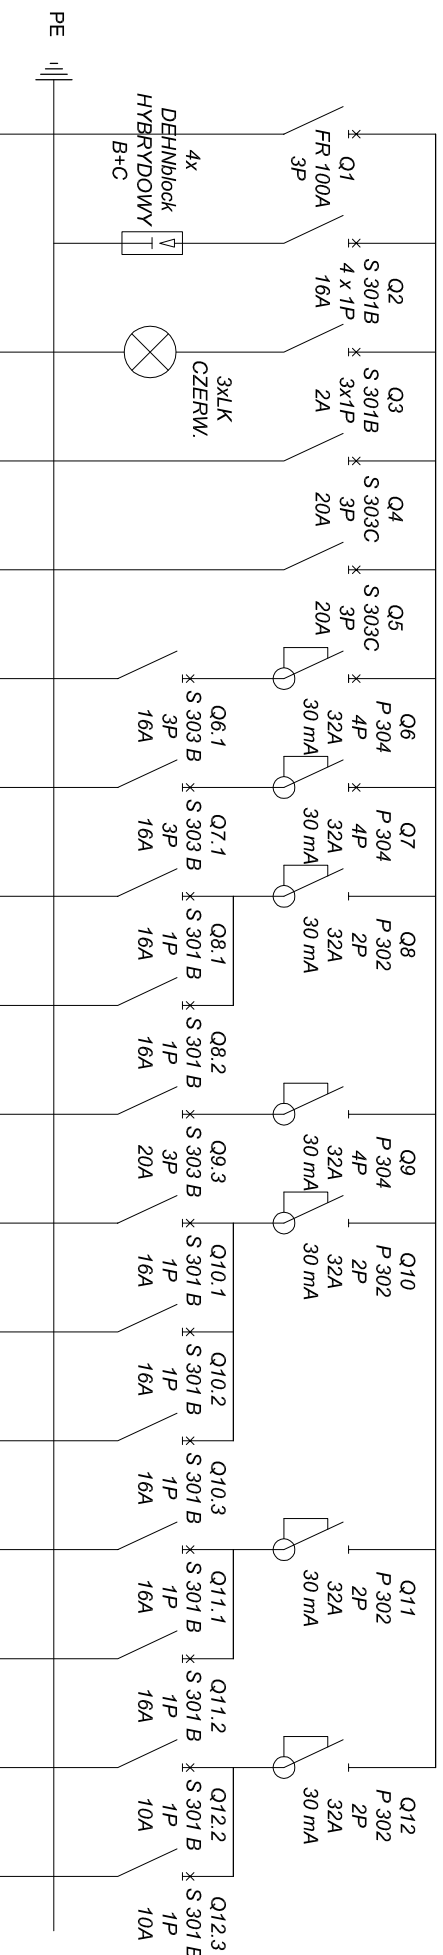 PE
Q1
FR 100A
3P
4x
DEHNblock
HYBRYDOWY
B+C
Q2
S 301B
4 x 1P
16A
Q3
S 301B
3x1P
2A
3xLK
CZERW.
Q4
S 303C
3P
20A
Q5
S 303C
3P
20A
Q6
P 304
4P
32A
30 mA
Q6.1
S 303 B
3P
16A
Q7
P 304
4P
32A
30 mA
Q7.1
S 303 B
3P
16A
Q8
P 302
2P
32A
30 mA
Q8.1
S 301 B
1P
16A
Q8.2
S 301 B
1P
16A
Q9
P 304
4P
32A
30 mA
Q9.3
S 303 B
3P
20A
Q10
P 302
2P
32A
30 mA
Q10.1
S 301 B
1P
16A
Q10.2
S 301 B
1P
16A
Q10.3
S 301 B
1P
16A
Q11
P 302
2P
32A
30 mA
Q11.1
S 301 B
1P
16A
Q11.2
S 301 B
1P
16A
Q12
P 302
2P
32A
30 mA
Q12.2
S 301 B
1P
10A
Q12.3
S 301 B
1P
10A